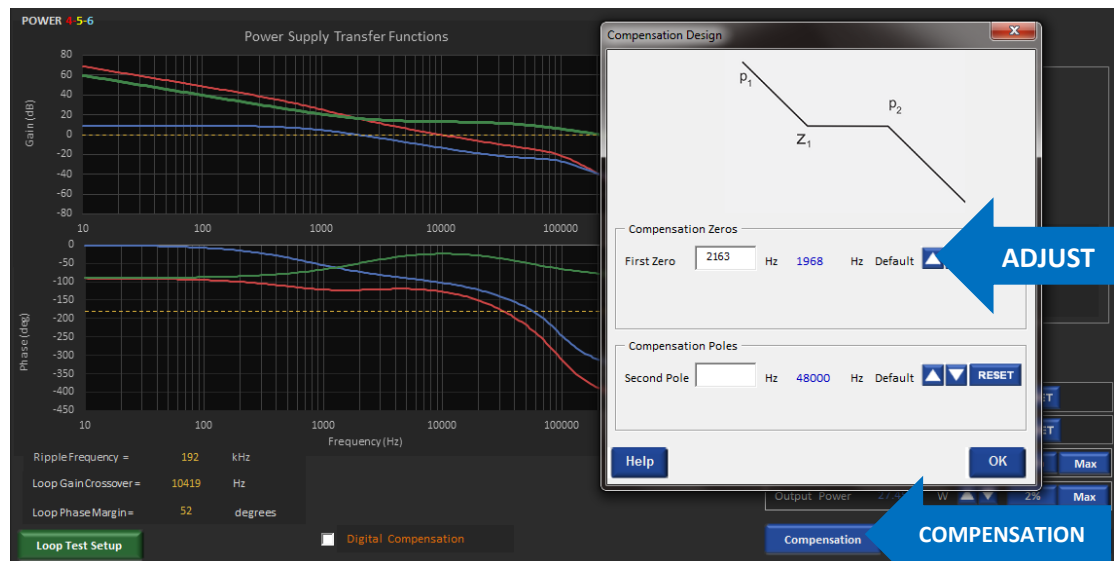 POWER 4-5-6
Power Supply Transfer Functions
80
60
40
20
0
-20
-40
-60
-80
Gain (dB)
10 100 1000 10000 100000
0
-50
-100
-150
-200
-250
-300
-350
-400
-450
Phase (deg)
10 100 1000 10000 100000
Frequency (Hz)
Ripple Frequency = 192 kHz
Loop Gain Crossover = 10419 Hz
Loop Phase Margin = 52 degrees
Loop Test Setup
Digital Compensation
Compensation Design
x
p1
p2
z1
Compensation Zeros
First Zero 2163 Hz 1968 Hz Default
ADJUST
Compensation Poles
Second Pole Hz 48000 Hz Default RESET
Help
OK
Max
Output Power W 2% Max
Compensation
COMPENSATION